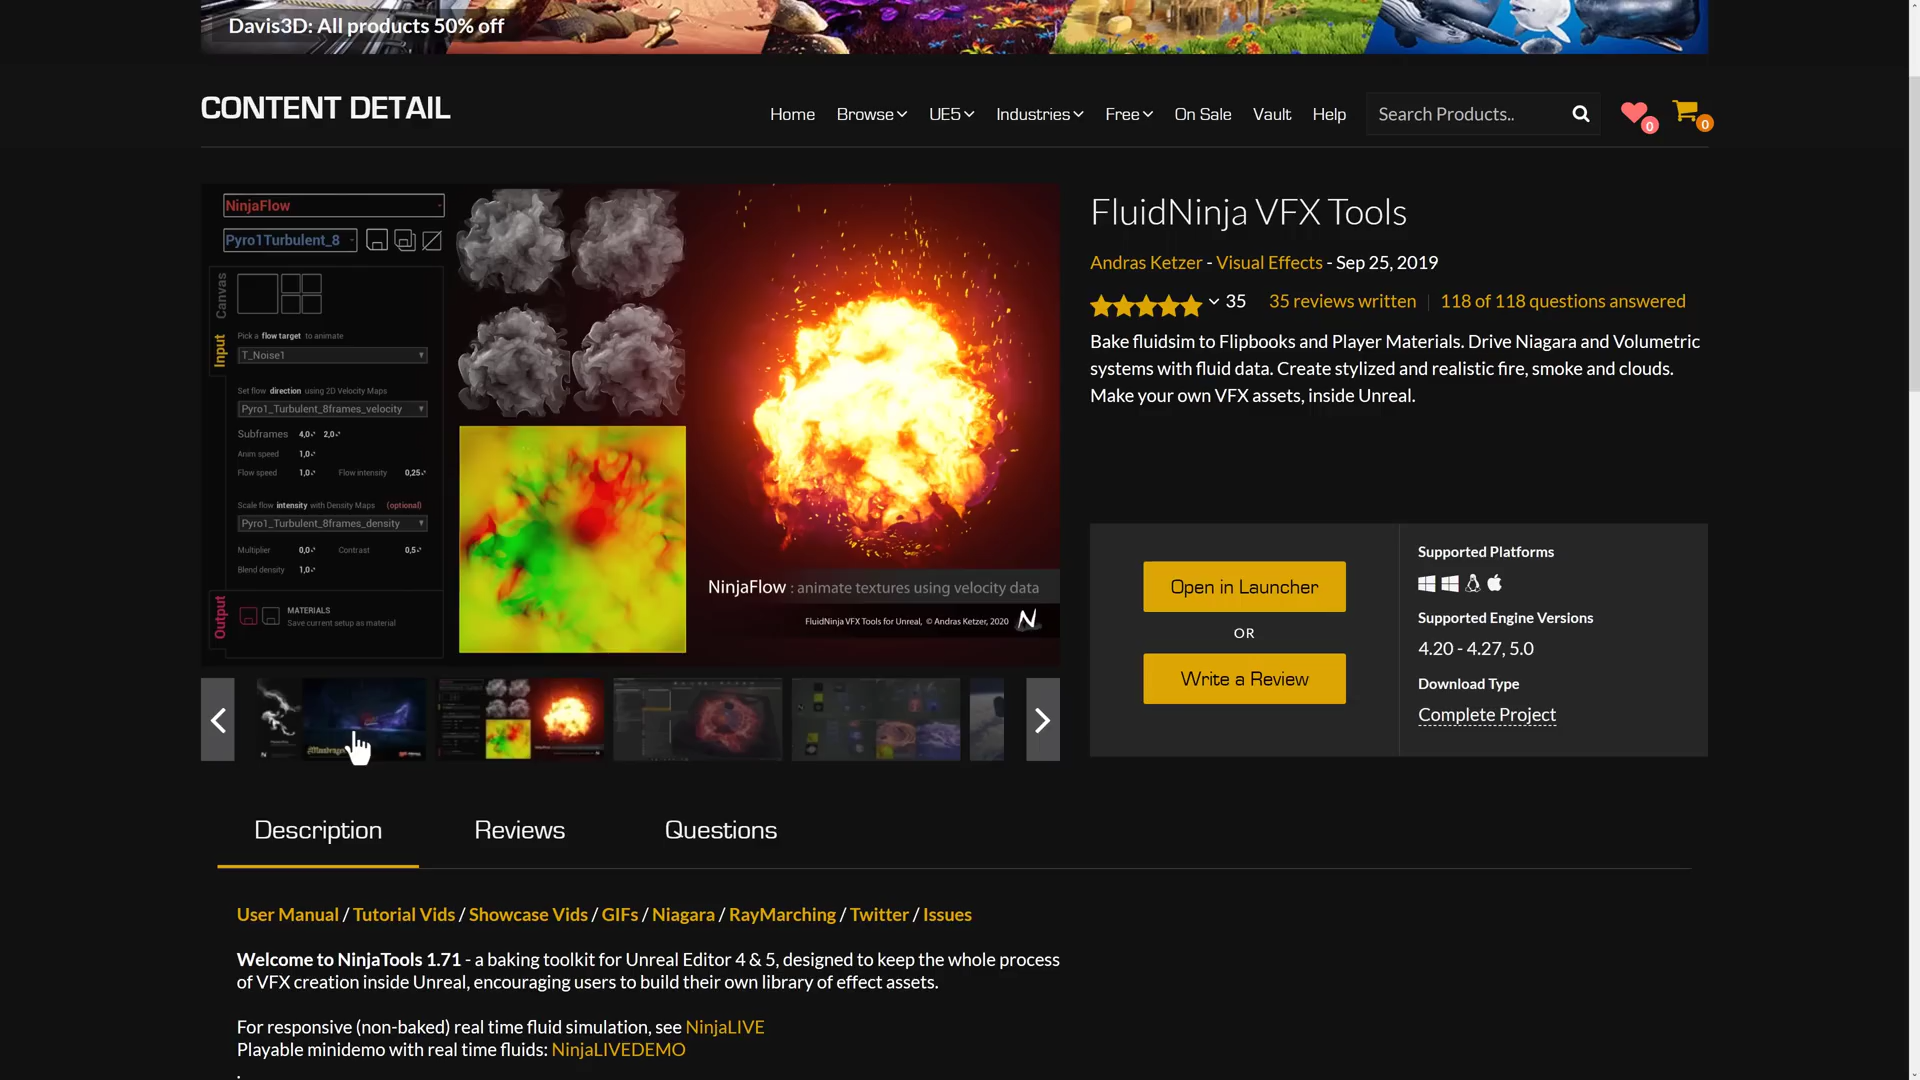 Davis3D: All products 50% off
CONTENT DETAIL
Home
Browse
UE5
Industries
Free
On Sale
Vault
Help
Search Products..
0
0
NinjaFlow
Pyro1Turbulent_8
Canvas
Input
Pick a flow target to animate
T_Noise1
Set flow direction using 2D Velocity Maps
Pyro1_Turbulent_8frames_velocity
Subframes 4,0 2,0
Anim speed 1,0
Flow speed 1,0 Flow intensity 0,25
Scale flow intensity with Density Maps (optional)
Pyro1_Turbulent_8frames_density
Multiplier 0,0 Contrast 0,5
Blend density 1,0
Output
MATERIALS
Save current setup as material
NinjaFlow : animate textures using velocity data
FluidNinja VFX Tools for Unreal, © Andras Ketzer, 2020
N
FluidNinja VFX Tools
Andras Ketzer - Visual Effects - Sep 25, 2019
35 35 reviews written | 118 of 118 questions answered
Bake fluidsim to Flipbooks and Player Materials. Drive Niagara and Volumetric
systems with fluid data. Create stylized and realistic fire, smoke and clouds.
Make your own VFX assets, inside Unreal.
Open in Launcher
OR
Write a Review
Supported Platforms
Supported Engine Versions
4.20 - 4.27, 5.0
Download Type
Complete Project
Description
Reviews
Questions
User Manual / Tutorial Vids / Showcase Vids / GIFs / Niagara / RayMarching / Twitter / Issues
Welcome to NinjaTools 1.71 - a baking toolkit for Unreal Editor 4 & 5, designed to keep the whole process
of VFX creation inside Unreal, encouraging users to build their own library of effect assets.
For responsive (non-baked) real time fluid simulation, see NinjaLIVE
Playable minidemo with real time fluids: NinjaLIVEDEMO
.